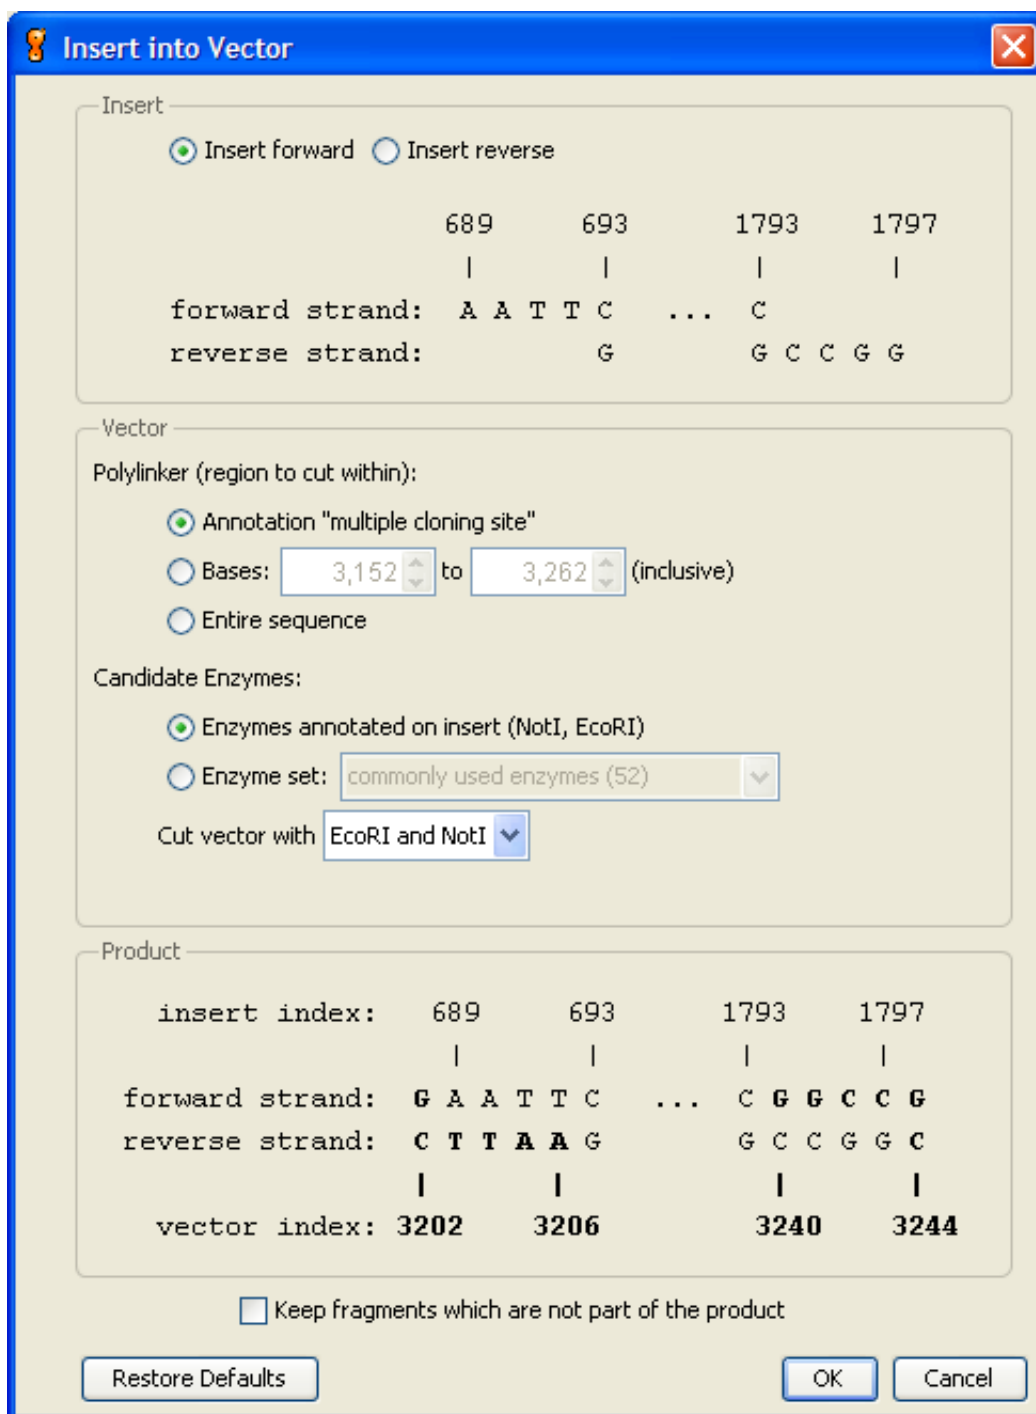 Insert into Vector
Insert
Insert forward Insert reverse
689 693 1793 1797
| | | |
forward strand: A A T T C ... C
reverse strand: G G C C G G
Vector
Polylinker (region to cut within):
Annotation "multiple cloning site"
Bases: 3,152 to 3,262 (inclusive)
Entire sequence
Candidate Enzymes:
Enzymes annotated on insert (NotI, EcoRI)
Enzyme set: commonly used enzymes (52)
Cut vector with EcoRI and NotI
Product
insert index: 689 693 1793 1797
| | | |
forward strand: G A A T T C ... C G G C C G
reverse strand: C T T A A G G C C G G C
| | | |
vector index: 3202 3206 3240 3244
Keep fragments which are not part of the product
Restore Defaults OK Cancel